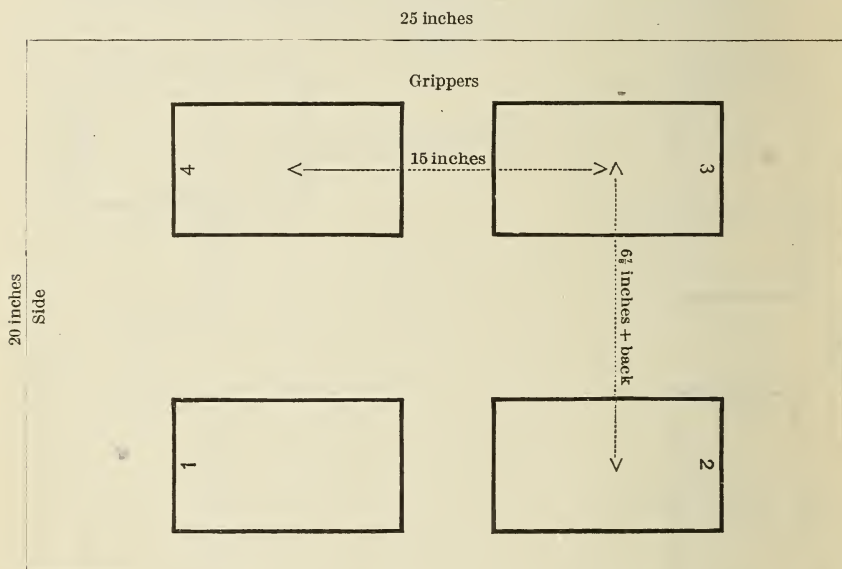 25 inches
Grippers
4
15 inches
3
6⅞ inches + back
20 inches
Side
1
2